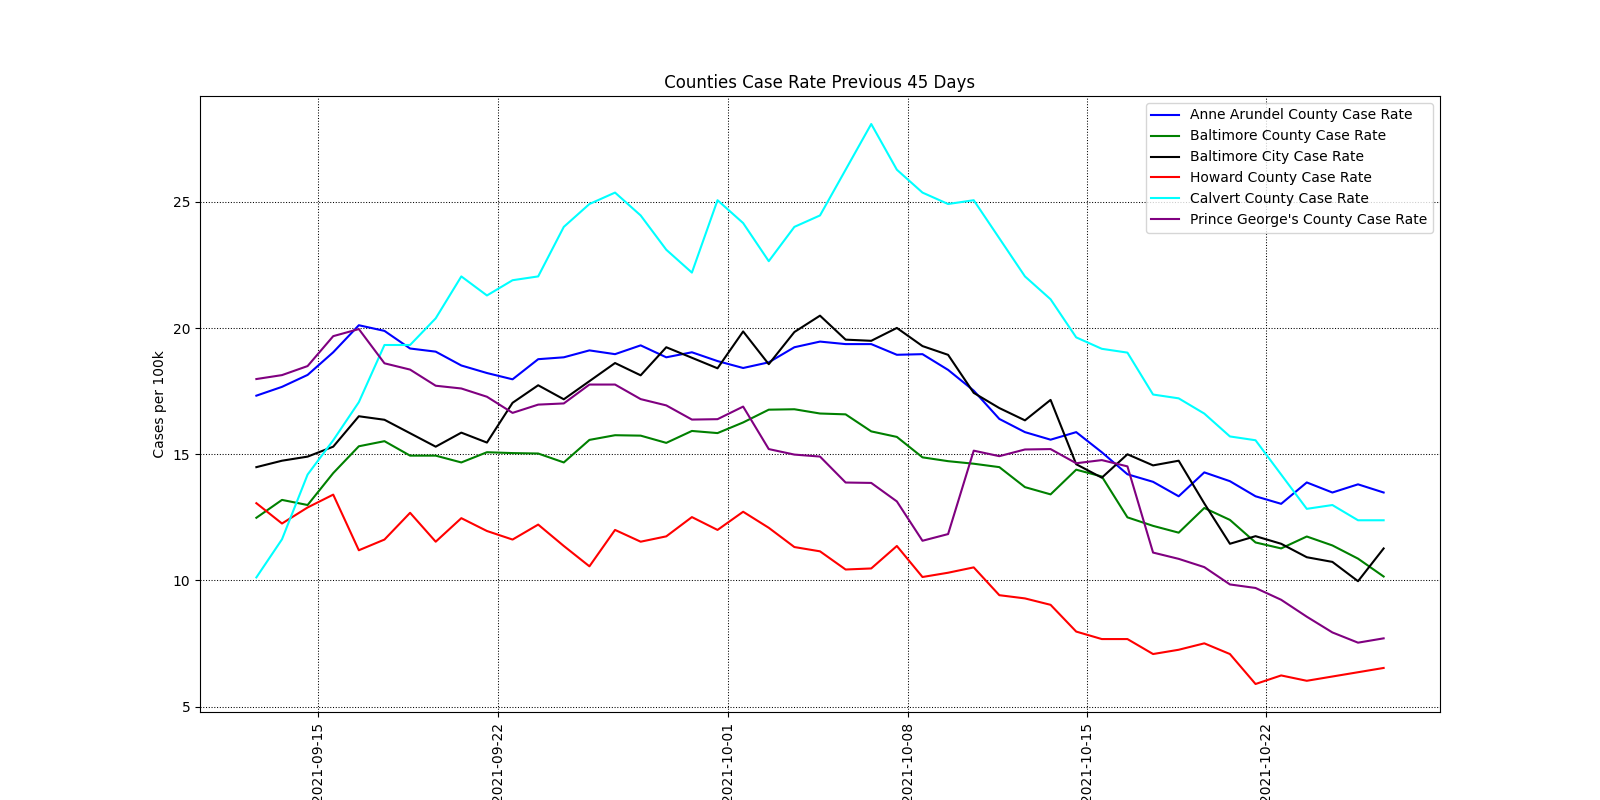 Counties Case Rate Previous 45 Days
Anne Arundel County Case Rate
Baltimore County Case Rate
Baltimore City Case Rate
Howard County Case Rate
Calvert County Case Rate
Prince George's County Case Rate
Cases per 100k
25
20
15
10
5
2021-09-15
2021-09-22
2021-10-01
2021-10-08
2021-10-15
2021-10-22